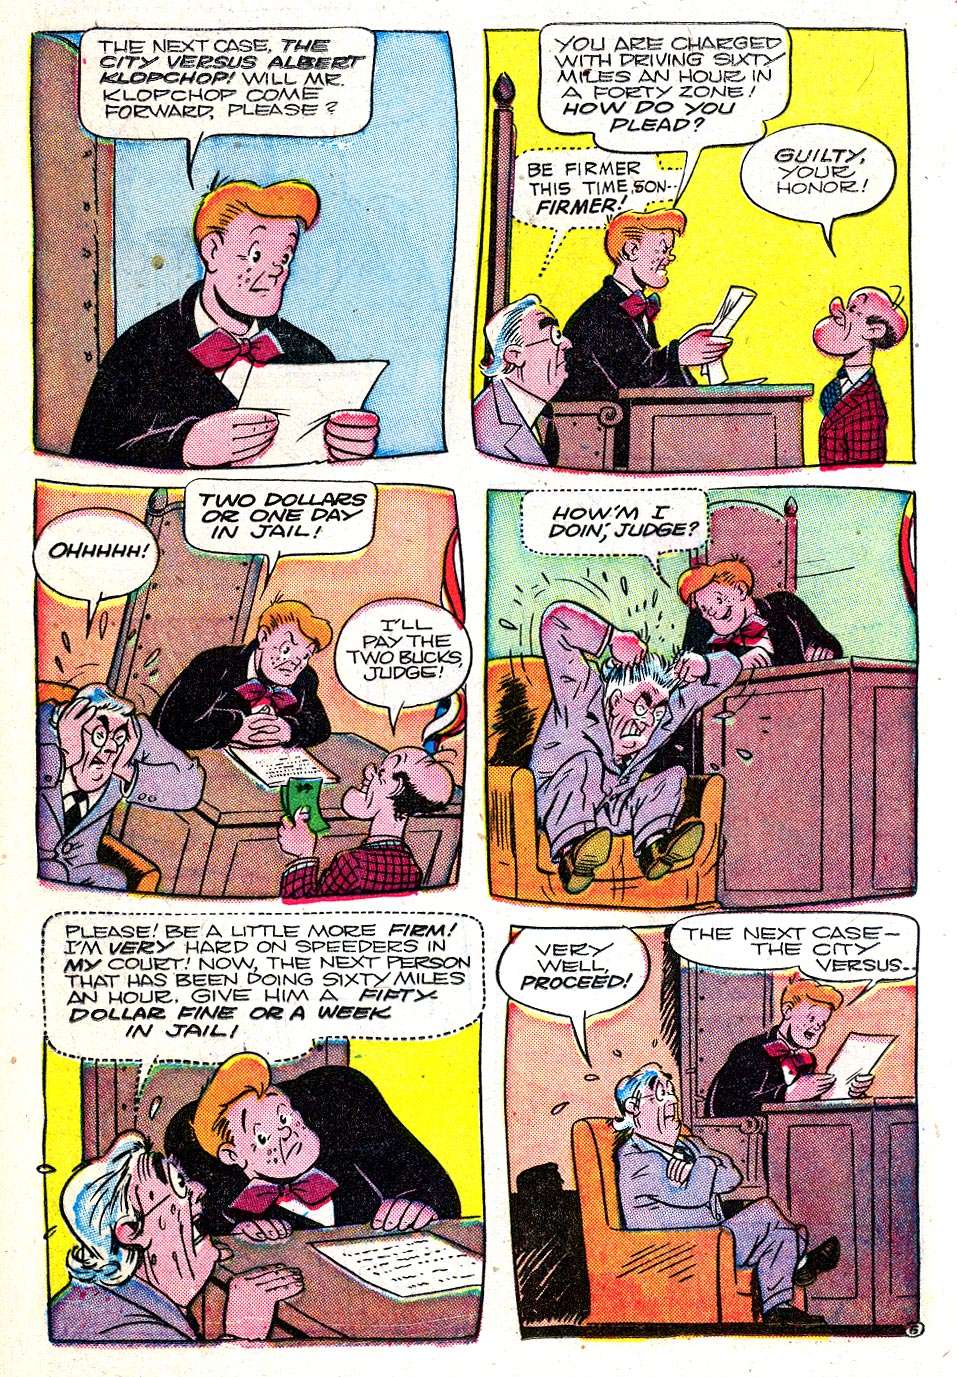 THE NEXT CASE, THE
CITY VERSUS ALBERT
KLOPCHOP! WILL MR.
KLOPCHOP COME
FORWARD, PLEASE?
YOU ARE CHARGED
WITH DRIVING SIXTY
MILES AN HOUR IN
A FORTY ZONE!
HOW DO YOU
PLEAD?
BE FIRMER
THIS TIME, SON--
FIRMER!
GUILTY,
YOUR
HONOR!
OHHHHH!
TWO DOLLARS
OR ONE DAY
IN JAIL!
I'LL
PAY THE
TWO BUCKS,
JUDGE!
HOW'M I
DOIN', JUDGE?
PLEASE! BE A LITTLE MORE FIRM!
I'M VERY HARD ON SPEEDERS IN
MY COURT! NOW, THE NEXT PERSON
THAT HAS BEEN DOING SIXTY MILES
AN HOUR, GIVE HIM A FIFTY-
DOLLAR FINE OR A WEEK
IN JAIL!
VERY
WELL,
PROCEED!
THE NEXT CASE—
THE CITY
VERSUS--
6